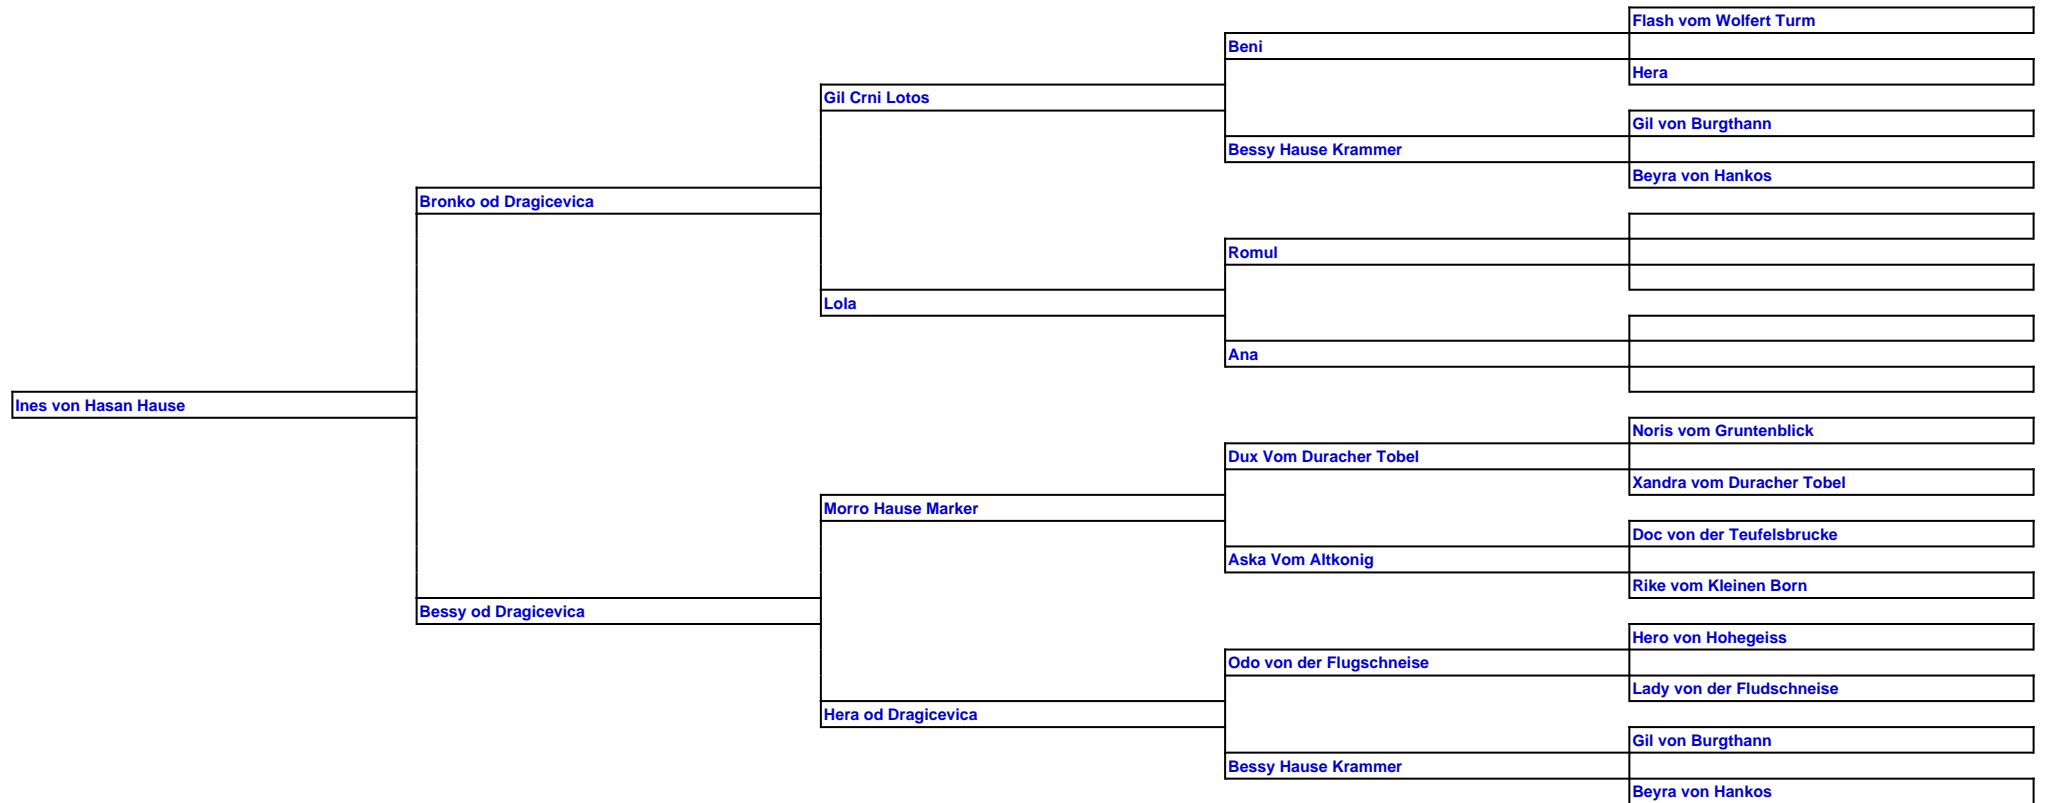 Flash vom Wolfert Turm
Beni
Hera
Gil Crni Lotos
Gil von Burgthann
Bessy Hause Krammer
Beyra von Hankos
Bronko od Dragicevica
Romul
Lola
Ana
Ines von Hasan Hause
Noris vom Gruntenblick
Dux Vom Duracher Tobel
Xandra vom Duracher Tobel
Morro Hause Marker
Doc von der Teufelsbrucke
Aska Vom Altkonig
Rike vom Kleinen Born
Bessy od Dragicevica
Hero von Hohegeiss
Odo von der Flugschneise
Lady von der Fludschneise
Hera od Dragicevica
Gil von Burgthann
Bessy Hause Krammer
Beyra von Hankos